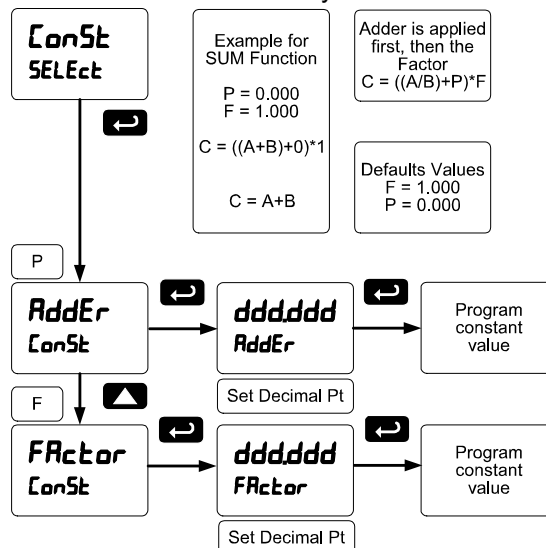 ConSt
SELEct
Example for
SUM Function
P = 0.000
F = 1.000
C = ((A+B)+0)*1
C = A+B
Adder is applied
first, then the
Factor
C = ((A/B)+P)*F
Defaults Values
F = 1.000
P = 0.000
P
AddEr
ConSt
ddd.ddd
AddEr
Program
constant
value
Set Decimal Pt
F
FActor
ConSt
ddd.ddd
FActor
Program
constant
value
Set Decimal Pt